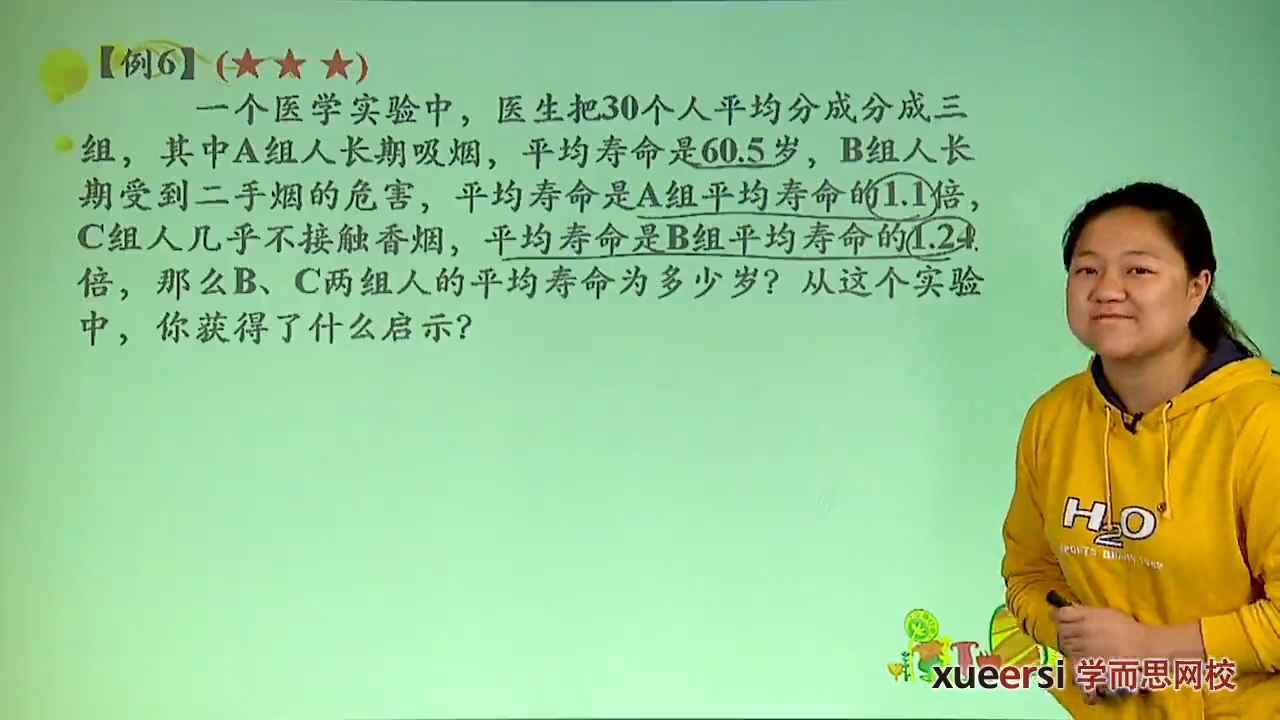 【例6】(★★★)
一个医学实验中，医生把30个人平均分成分成三
组，其中A组人长期吸烟，平均寿命是60.5岁，B组人长
期受到二手烟的危害，平均寿命是A组平均寿命的1.1倍，
C组人几乎不接触香烟，平均寿命是B组平均寿命的1.24
倍，那么B、C两组人的平均寿命为多少岁？从这个实验
中，你获得了什么启示？
H2O
xueersi 学而思网校